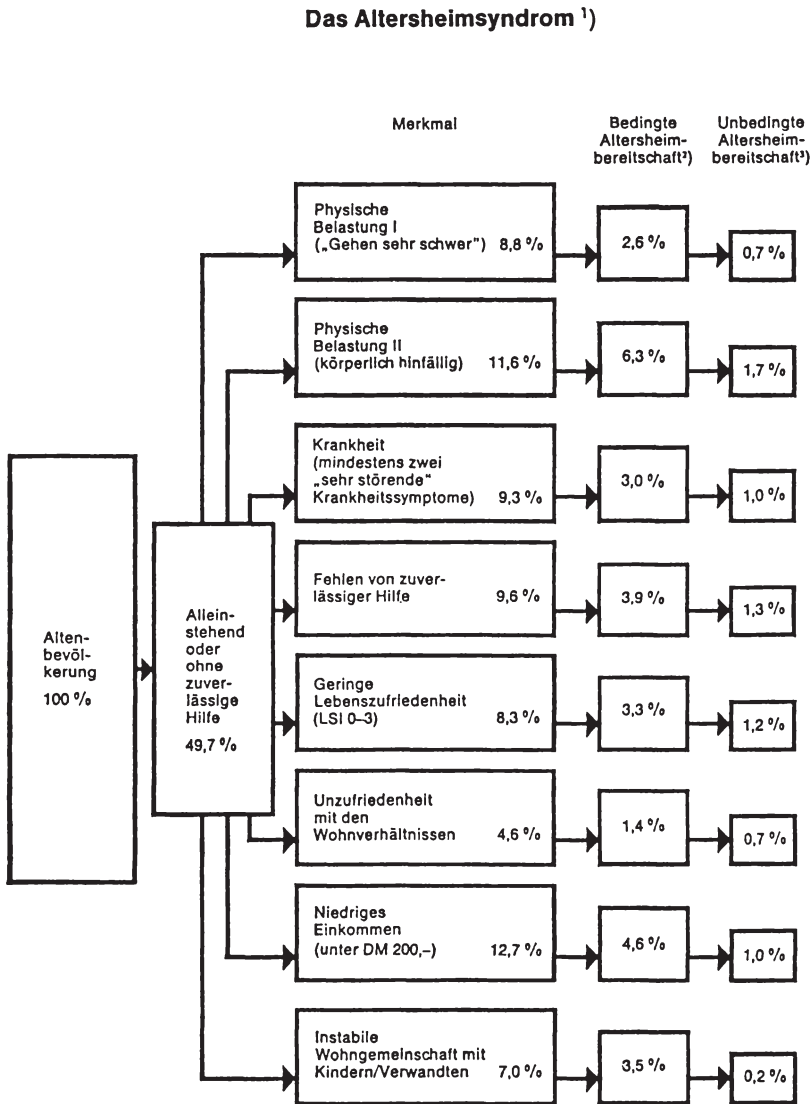 Das Altersheimsyndrom ¹)
Merkmal
Bedingte
Altersheim-
bereitschaft²)
Unbedingte
Altersheim-
bereitschaft³)
Physische
Belastung I
(„Gehen sehr schwer") 8,8 %
2,6 %
0,7 %
Physische
Belastung II
(körperlich hinfällig) 11,6 %
6,3 %
1,7 %
Krankheit
(mindestens zwei
„sehr störende"
Krankheitssymptome) 9,3 %
3,0 %
1,0 %
Fehlen von zuver-
lässiger Hilfe 9,6 %
3,9 %
1,3 %
Alten-
bevöl-
kerung
100 %
Allein-
stehend
oder
ohne
zuver-
lässige
Hilfe
49,7 %
Geringe
Lebenszufriedenheit
(LSI 0–3) 8,3 %
3,3 %
1,2 %
Unzufriedenheit
mit den
Wohnverhältnissen 4,6 %
1,4 %
0,7 %
Niedriges
Einkommen
(unter DM 200,–) 12,7 %
4,6 %
1,0 %
Instabile
Wohngemeinschaft mit
Kindern/Verwandten 7,0 %
3,5 %
0,2 %